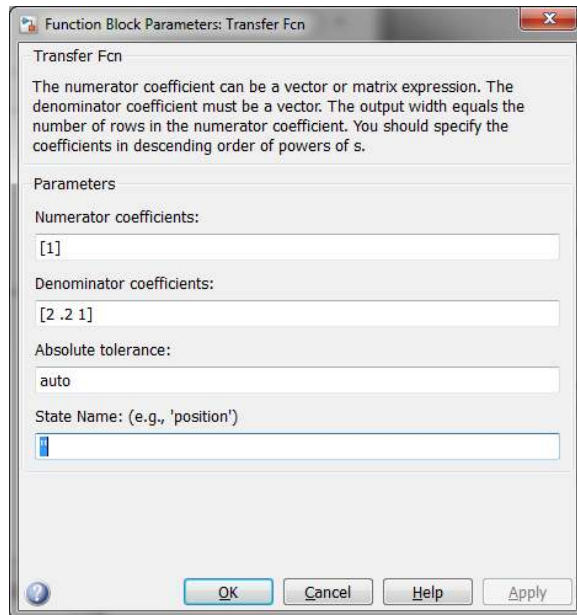 Function Block Parameters: Transfer Fcn
Transfer Fcn
The numerator coefficient can be a vector or matrix expression. The
denominator coefficient must be a vector. The output width equals the
number of rows in the numerator coefficient. You should specify the
coefficients in descending order of powers of s.
Parameters
Numerator coefficients:
[1]
Denominator coefficients:
[2 .2 1]
Absolute tolerance:
auto
State Name: (e.g., 'position')
''
OK Cancel Help Apply